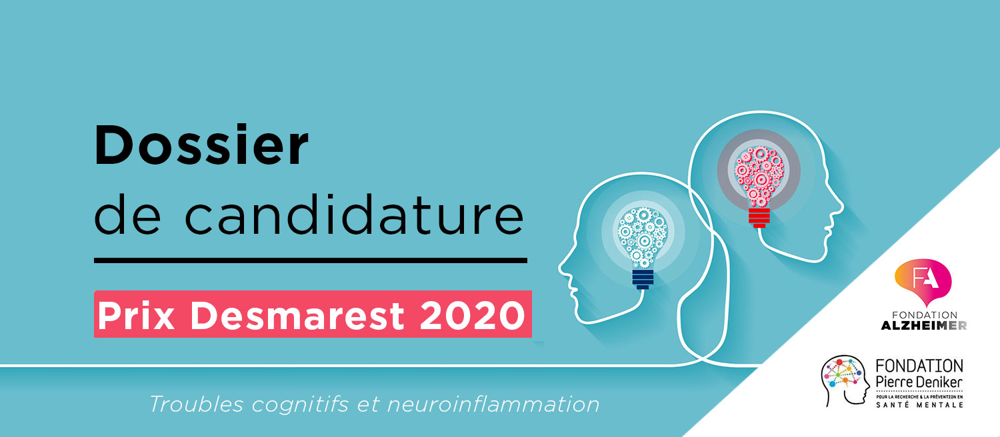 Dossier
de candidature
Prix Desmarest 2020
Troubles cognitifs et neuroinflammation
FA
FONDATION
ALZHEIMER
FONDATION
Pierre Deniker
POUR LA RECHERCHE & LA PRÉVENTION EN
SANTÉ MENTALE